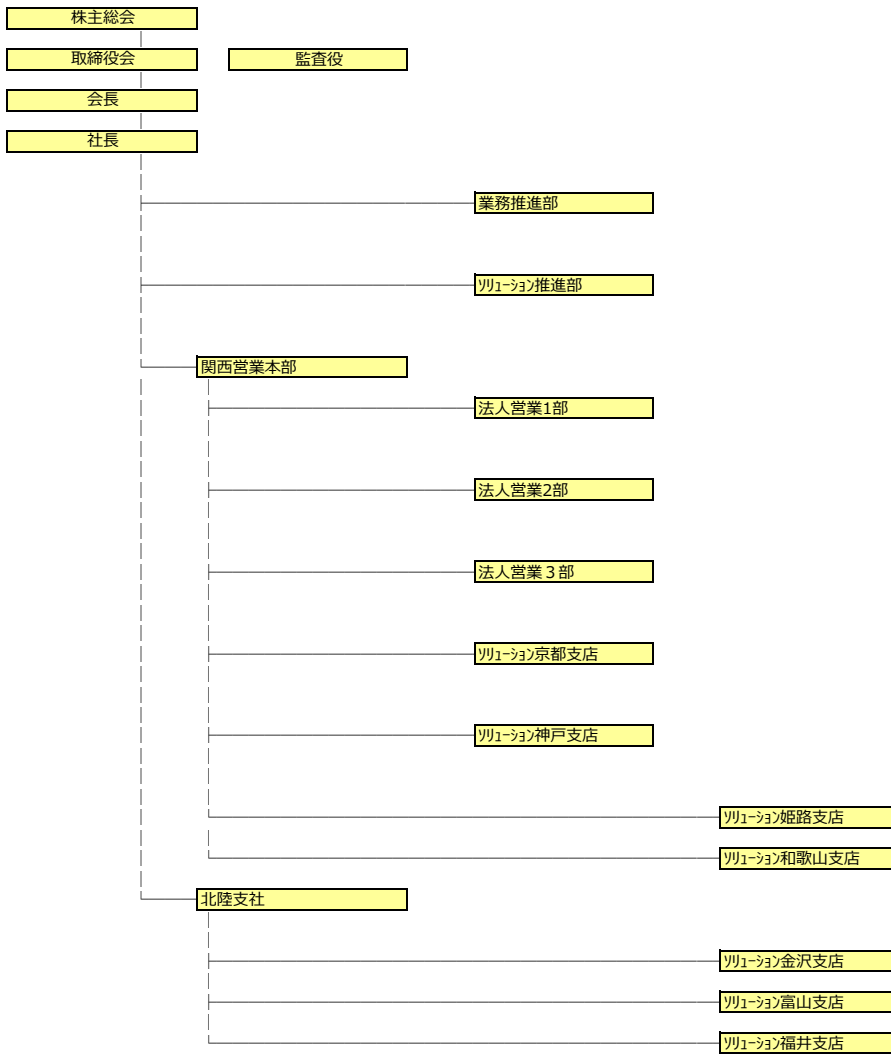 株主総会
取締役会
監査役
会長
社長
業務推進部
ｿﾘｭｰｼｮﾝ推進部
関西営業本部
法人営業1部
法人営業2部
法人営業３部
ｿﾘｭｰｼｮﾝ京都支店
ｿﾘｭｰｼｮﾝ神戸支店
ｿﾘｭｰｼｮﾝ姫路支店
ｿﾘｭｰｼｮﾝ和歌山支店
北陸支社
ｿﾘｭｰｼｮﾝ金沢支店
ｿﾘｭｰｼｮﾝ富山支店
ｿﾘｭｰｼｮﾝ福井支店